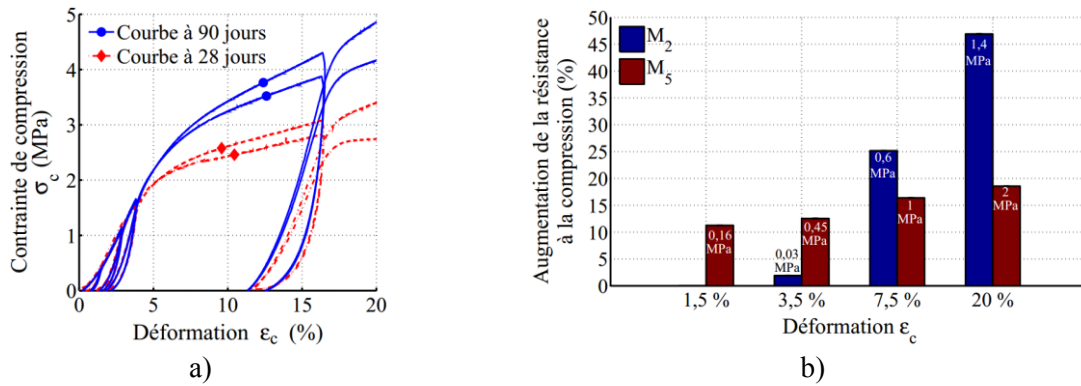 5
4
3
2
1
0
0
5
10
15
20
Contrainte de compression
σc (MPa)
Courbe à 90 jours
Courbe à 28 jours
Déformation εc (%)
a)
50
45
40
35
30
25
20
15
10
5
0
Augmentation de la résistance
à la compression (%)
M2
M5
0,16
MPa
0,03
MPa
0,45
MPa
0,6
MPa
1
MPa
1,4
MPa
2
MPa
1,5 %
3,5 %
7,5 %
20 %
Déformation εc
b)